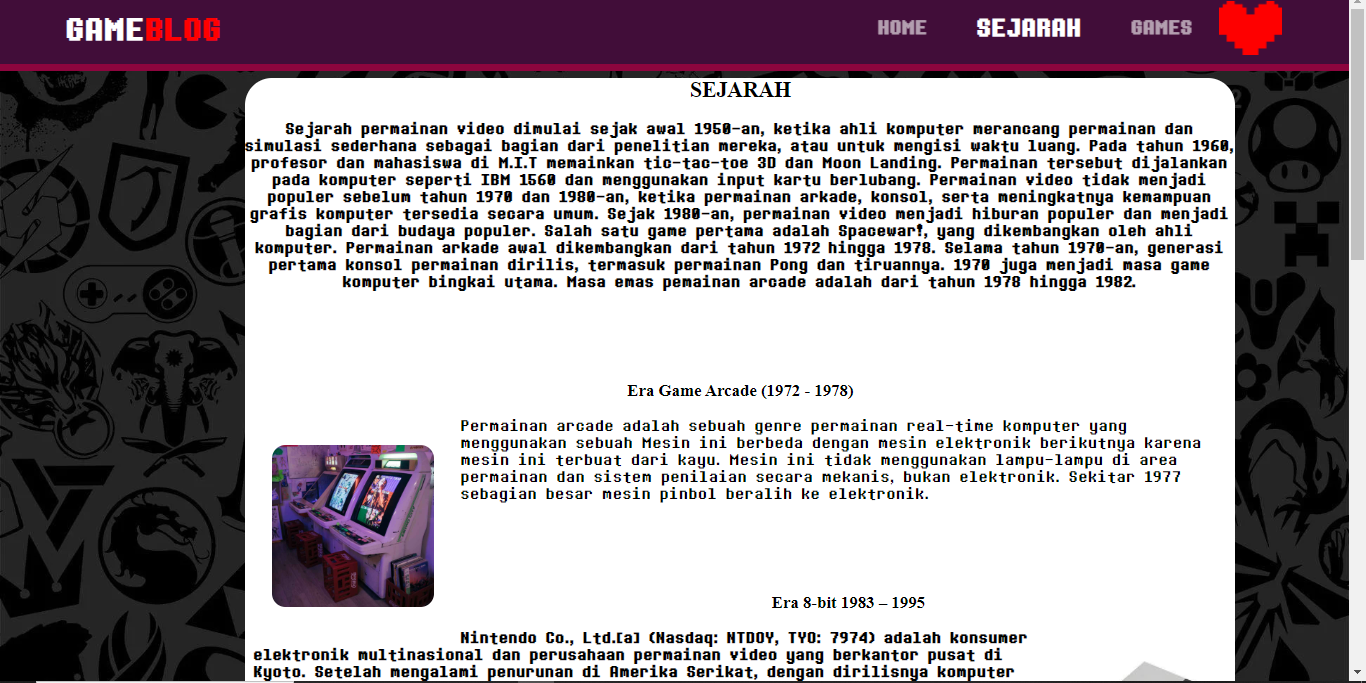 GAMEBLOG
HOME SEJARAH GAMES
SEJARAH
Sejarah permainan video dimulai sejak awal 1950-an, ketika ahli komputer merancang permainan dan
simulasi sederhana sebagai bagian dari penelitian mereka, atau untuk mengisi waktu luang. Pada tahun 1960,
profesor dan mahasiswa di M.I.T memainkan tic-tac-toe 3D dan Moon Landing. Permainan tersebut dijalankan
pada komputer seperti IBM 1560 dan menggunakan input kartu berlubang. Permainan video tidak menjadi
populer sebelum tahun 1970 dan 1980-an, ketika permainan arkade, konsol, serta meningkatnya kemampuan
grafis komputer tersedia secara umum. Sejak 1980-an, permainan video menjadi hiburan populer dan menjadi
bagian dari budaya populer. Salah satu game pertama adalah Spacewar!, yang dikembangkan oleh ahli
komputer. Permainan arkade awal dikembangkan dari tahun 1972 hingga 1978. Selama tahun 1970-an, generasi
pertama konsol permainan dirilis, termasuk permainan Pong dan tiruannya. 1970 juga menjadi masa game
komputer bingkai utama. Masa emas pemainan arcade adalah dari tahun 1978 hingga 1982.
Era Game Arcade (1972 - 1978)
Permainan arcade adalah sebuah genre permainan real-time komputer yang
menggunakan sebuah Mesin ini berbeda dengan mesin elektronik berikutnya karena
mesin ini terbuat dari kayu. Mesin ini tidak menggunakan lampu-lampu di area
permainan dan sistem penilaian secara mekanis, bukan elektronik. Sekitar 1977
sebagian besar mesin pinbol beralih ke elektronik.
Era 8-bit 1983 – 1995
Nintendo Co., Ltd.[a] (Nasdaq: NTDOY, TYO: 7974) adalah konsumer
elektronik multinasional dan perusahaan permainan video yang berkantor pusat di
Kyoto. Setelah mengalami penurunan di Amerika Serikat, dengan dirilisnya komputer